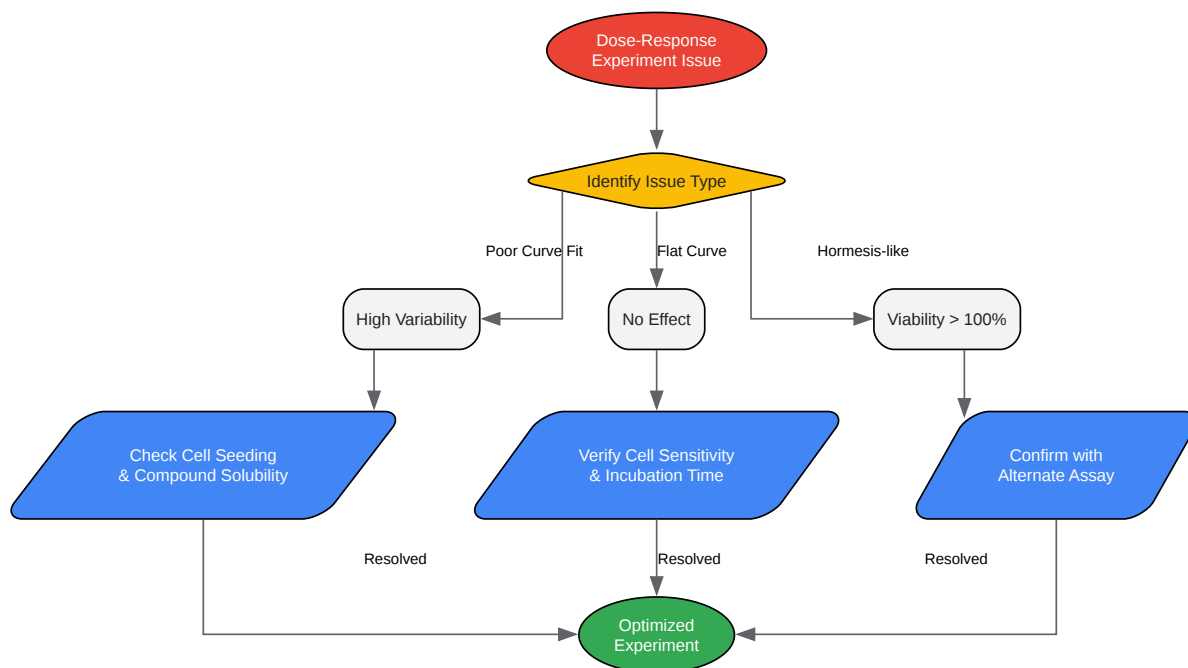 Dose-Response
Experiment Issue
Identify Issue Type
Poor Curve Fit
Flat Curve
Hormesis-like
High Variability
No Effect
Viability > 100%
Check Cell Seeding
& Compound Solubility
Verify Cell Sensitivity
& Incubation Time
Confirm with
Alternate Assay
Resolved
Resolved
Resolved
Optimized
Experiment